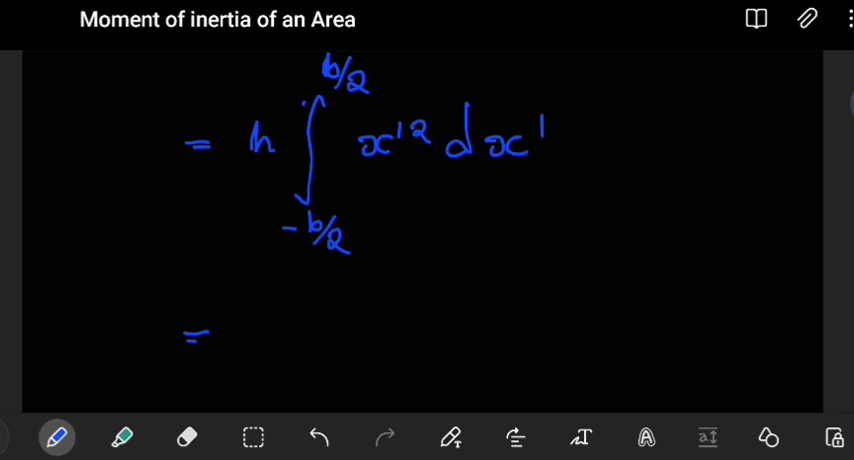 Moment of inertia of an Area
= h ∫_{-b/2}^{b/2} x'² dx'
=